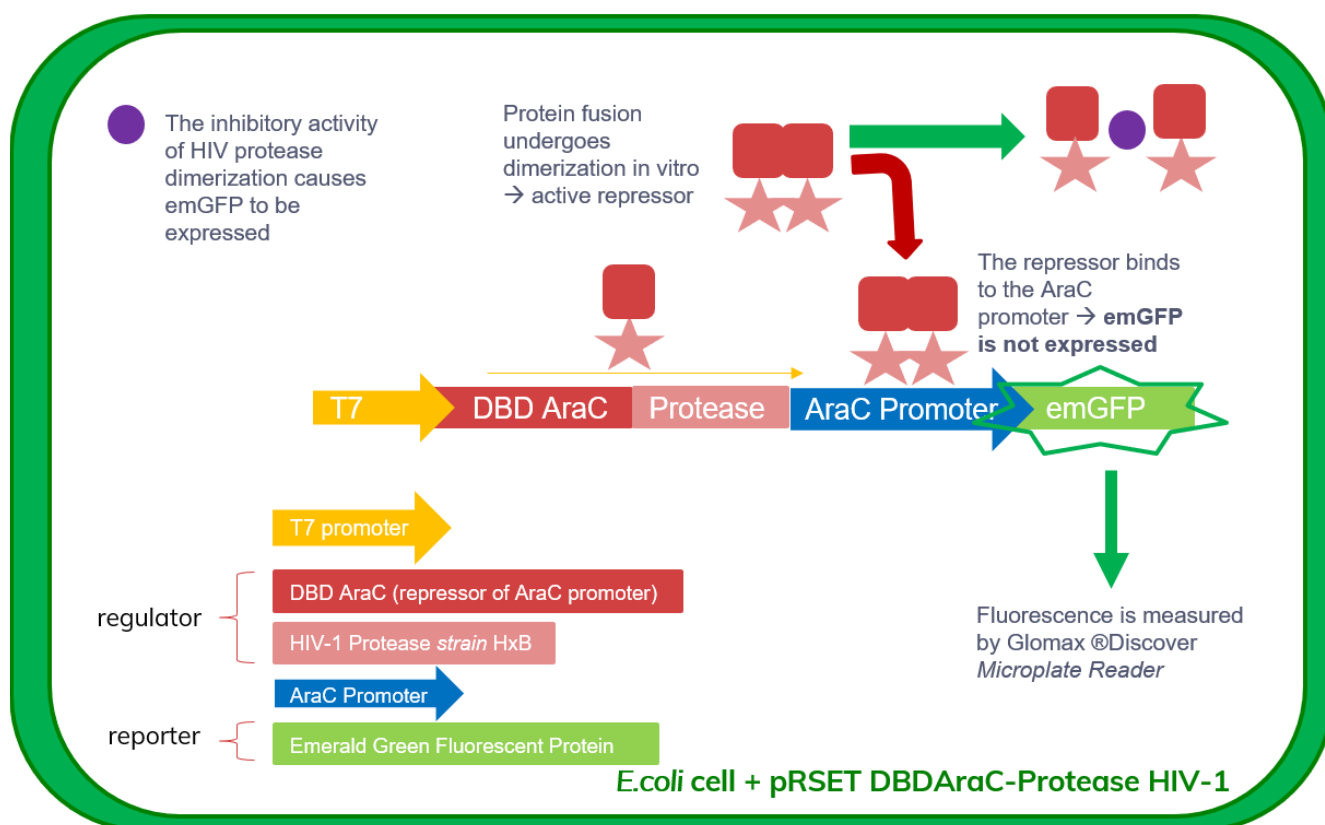 The inhibitory activity
of HIV protease
dimerization causes
emGFP to be
expressed
Protein fusion
undergoes
dimerization in vitro
→ active repressor
The repressor binds
to the AraC
promoter → emGFP
is not expressed
T7
DBD AraC
Protease
AraC Promoter
emGFP
T7 promoter
regulator
DBD AraC (repressor of AraC promoter)
HIV-1 Protease strain HxB
AraC Promoter
reporter
Emerald Green Fluorescent Protein
Fluorescence is measured
by Glomax ®Discover
Microplate Reader
E.coli cell + pRSET DBDAraC-Protease HIV-1